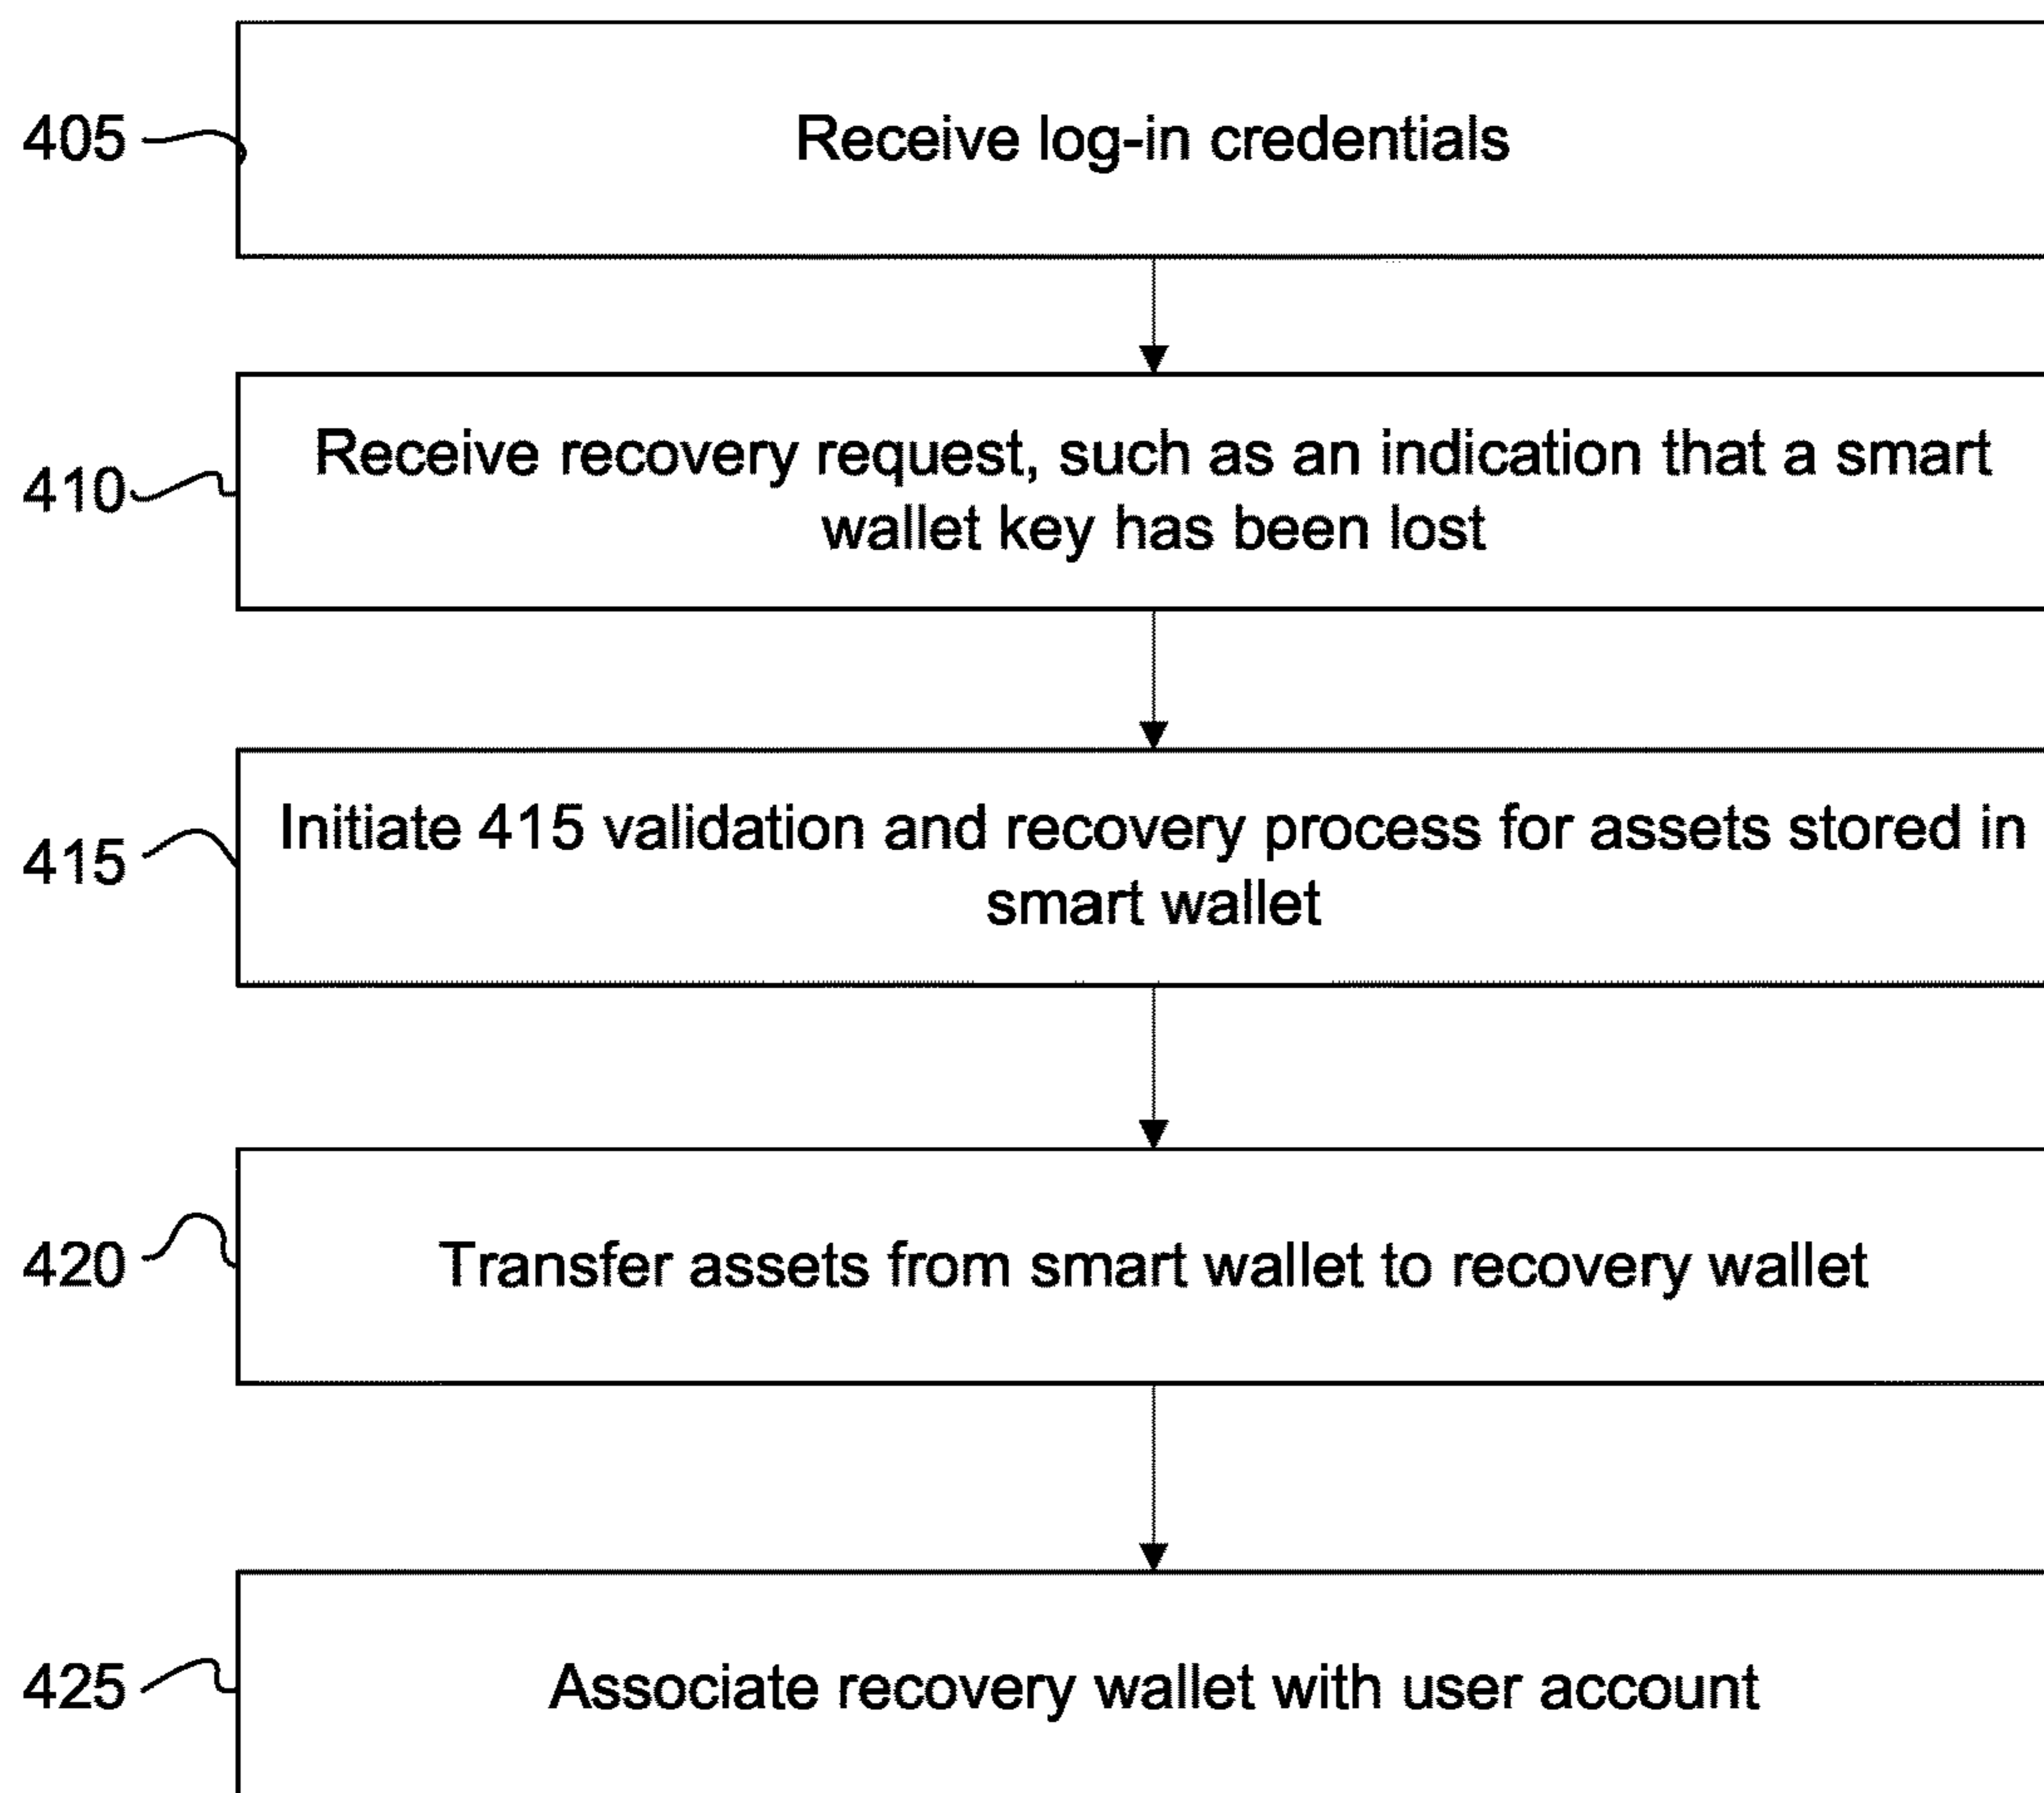 405
Receive log-in credentials
410
Receive recovery request, such as an indication that a smart
wallet key has been lost
415
Initiate 415 validation and recovery process for assets stored in
smart wallet
420
Transfer assets from smart wallet to recovery wallet
425
Associate recovery wallet with user account